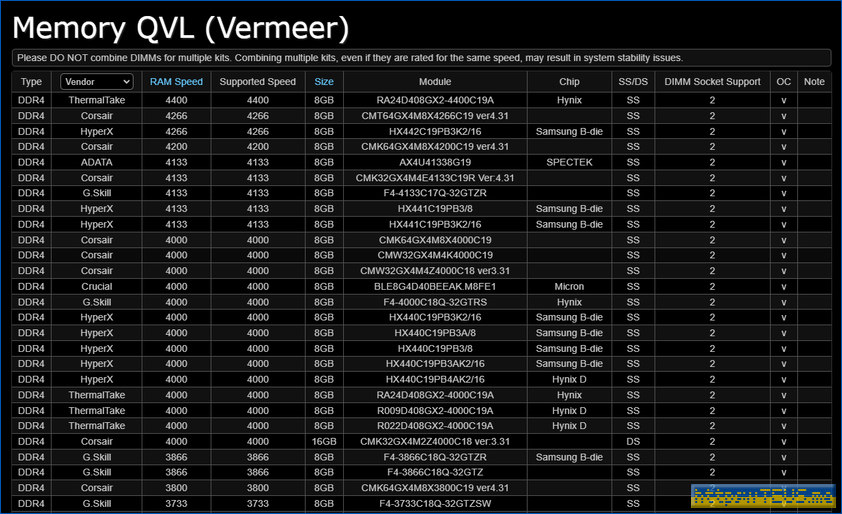 Memory QVL (Vermeer)
Please DO NOT combine DIMMs for multiple kits. Combining multiple kits, even if they are rated for the same speed, may result in system stability issues.
Type Vendor RAM Speed Supported Speed Size Module Chip SS/DS DIMM Socket Support OC Note
DDR4 ThermalTake 4400 4400 8GB RA24D408GX2-4400C19A Hynix SS 2 v
DDR4 Corsair 4266 4266 8GB CMT64GX4M8X4266C19 ver4.31 SS 2 v
DDR4 HyperX 4266 4266 8GB HX442C19PB3K2/16 Samsung B-die SS 2 v
DDR4 Corsair 4200 4200 8GB CMK64GX4M8X4200C19 ver4.31 SS 2 v
DDR4 ADATA 4133 4133 8GB AX4U41338G19 SPECTEK SS 2 v
DDR4 Corsair 4133 4133 8GB CMK32GX4M4E4133C19R Ver:4.31 SS 2 v
DDR4 G.Skill 4133 4133 8GB F4-4133C17Q-32GTZR SS 2 v
DDR4 HyperX 4133 4133 8GB HX441C19PB3/8 Samsung B-die SS 2 v
DDR4 HyperX 4133 4133 8GB HX441C19PB3K2/16 Samsung B-die SS 2 v
DDR4 Corsair 4000 4000 8GB CMK64GX4M8X4000C19 SS 2 v
DDR4 Corsair 4000 4000 8GB CMW32GX4M4K4000C19 SS 2 v
DDR4 Corsair 4000 4000 8GB CMW32GX4M4Z4000C18 ver3.31 SS 2 v
DDR4 Crucial 4000 4000 8GB BLE8G4D40BEEAK.M8FE1 Micron SS 2 v
DDR4 G.Skill 4000 4000 8GB F4-4000C18Q-32GTRS Hynix SS 2 v
DDR4 HyperX 4000 4000 8GB HX440C19PB3K2/16 Samsung B-die SS 2 v
DDR4 HyperX 4000 4000 8GB HX440C19PB3A/8 Samsung B-die SS 2 v
DDR4 HyperX 4000 4000 8GB HX440C19PB3/8 Samsung B-die SS 2 v
DDR4 HyperX 4000 4000 8GB HX440C19PB3AK2/16 Samsung B-die SS 2 v
DDR4 HyperX 4000 4000 8GB HX440C19PB4AK2/16 Hynix D SS 2 v
DDR4 ThermalTake 4000 4000 8GB RA24D408GX2-4000C19A Hynix SS 2 v
DDR4 ThermalTake 4000 4000 8GB R009D408GX2-4000C19A Hynix D SS 2 v
DDR4 ThermalTake 4000 4000 8GB R022D408GX2-4000C19A Hynix D SS 2 v
DDR4 Corsair 4000 4000 16GB CMK32GX4M2Z4000C18 ver:3.31 DS 2 v
DDR4 G.Skill 3866 3866 8GB F4-3866C18Q-32GTZR Samsung B-die SS 2 v
DDR4 G.Skill 3866 3866 8GB F4-3866C18Q-32GTZ SS 2 v
DDR4 Corsair 3800 3800 8GB CMK64GX4M8X3800C19 ver4.31 SS
DDR4 G.Skill 3733 3733 8GB F4-3733C18Q-32GTZSW SS